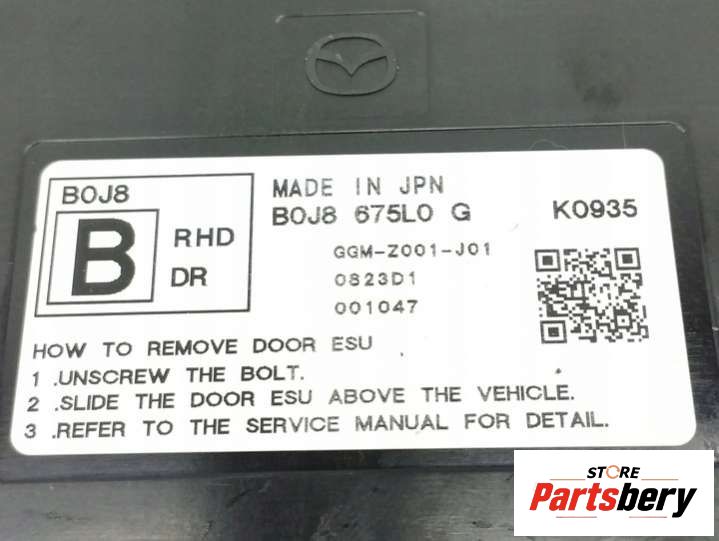 B0J8
B
RHD
DR
MADE IN JPN
B0J8 675L0 G
K0935
GGM-Z001-J01
0823D1
001047
HOW TO REMOVE DOOR ESU
1 .UNSCREW THE BOLT.
2 .SLIDE THE DOOR ESU ABOVE THE VEHICLE.
3 .REFER TO THE SERVICE MANUAL FOR DETAIL.
STORE
Partsbery